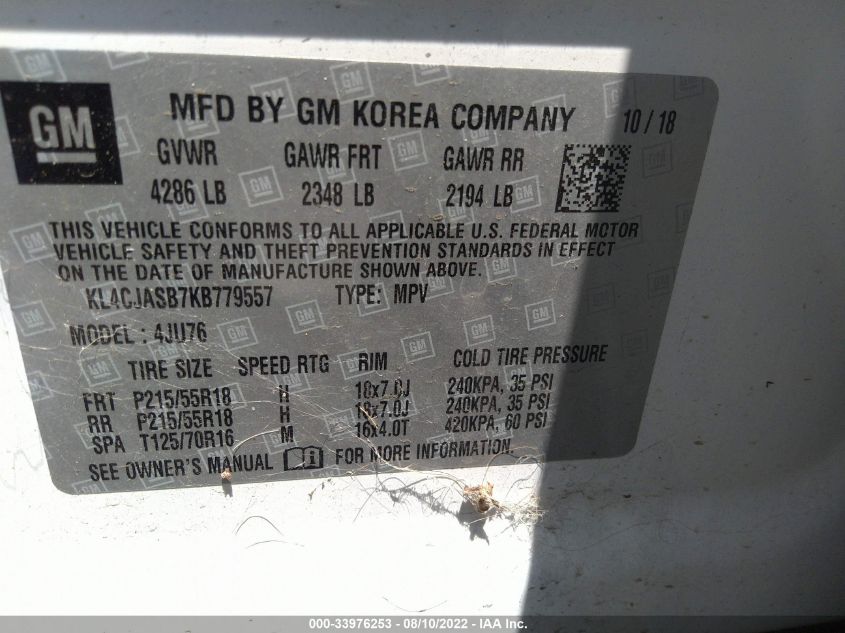 GM
MFD BY GM KOREA COMPANY 10/18
GVWR GAWR FRT GAWR RR
4286 LB 2348 LB 2194 LB
THIS VEHICLE CONFORMS TO ALL APPLICABLE U.S. FEDERAL MOTOR
VEHICLE SAFETY AND THEFT PREVENTION STANDARDS IN EFFECT
ON THE DATE OF MANUFACTURE SHOWN ABOVE.
KL4CJASB7KB779557 TYPE: MPV
MODEL : 4JU76
TIRE SIZE SPEED RTG RIM COLD TIRE PRESSURE
FRT P215/55R18 H 18x7.0J 240KPA, 35 PSI
RR P215/55R18 H 18x7.0J 240KPA, 35 PSI
SPA T125/70R16 M 16x4.0T 420KPA, 60 PSI
SEE OWNER'S MANUAL i FOR MORE INFORMATION.
000-33976253 - 08/10/2022 - IAA Inc.